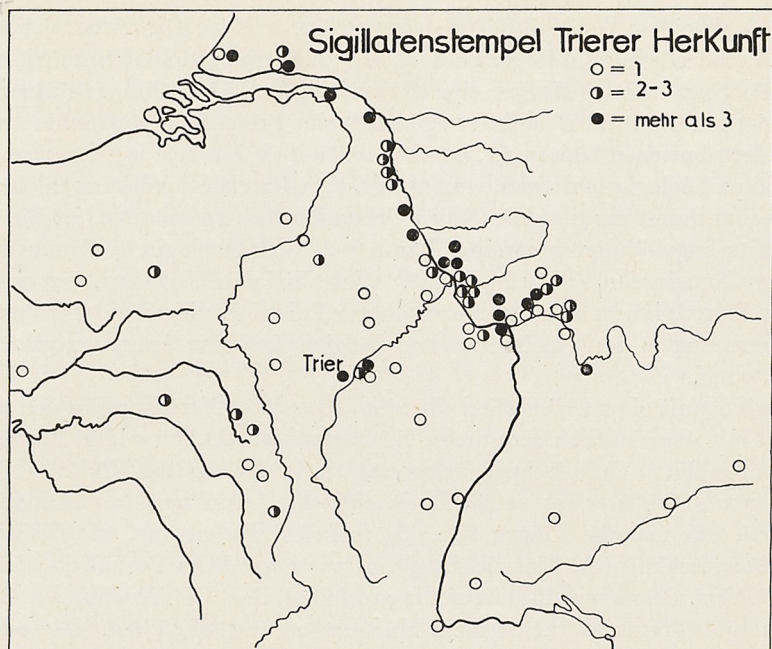 Sigillatenstempel Trierer HerKunft
○ = 1
◑ = 2-3
● = mehr als 3
Trier